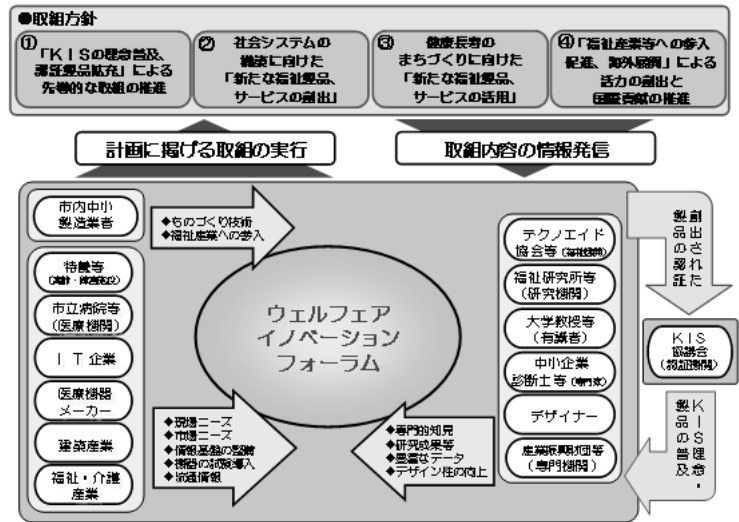 ●取組方針
①
「KISの理念普及、
認証製品拡充」による
先導的な取組の推進
②
社会システムの
構築に向けた
「新たな福祉製品、
サービスの創出」
③
健康長寿の
まちづくりに向けた
「新たな福祉製品、
サービスの活用」
④「福祉産業等への参入
促進、海外展開」による
活力の創出と
国際貢献の推進
計画に掲げる取組の実行
取組内容の情報発信
市内中小
製造業者
◆ものづくり技術
◆福祉産業への参入
特養等
市立病院等
(医療機関)
IT企業
医療機器
メーカー
建築産業
福祉・介護
産業
ウェルフェア
イノベーション
フォーラム
◆現場ニーズ
◆市場ニーズ
◆情報基盤の整備
◆機器の試験導入
◆流通情報
◆専門的知見
◆研究成果等
◆豊富なデータ
◆デザイン性の向上
テクノエイド
協会等(福祉機関)
福祉研究所等
(研究機関)
大学教授等
(有識者)
中小企業
診断士等(専門家)
デザイナー
産業振興財団等
(専門機関)
創出された
製品の認証
KIS
協議会
(認証機関)
KIS理念・
製品の普及